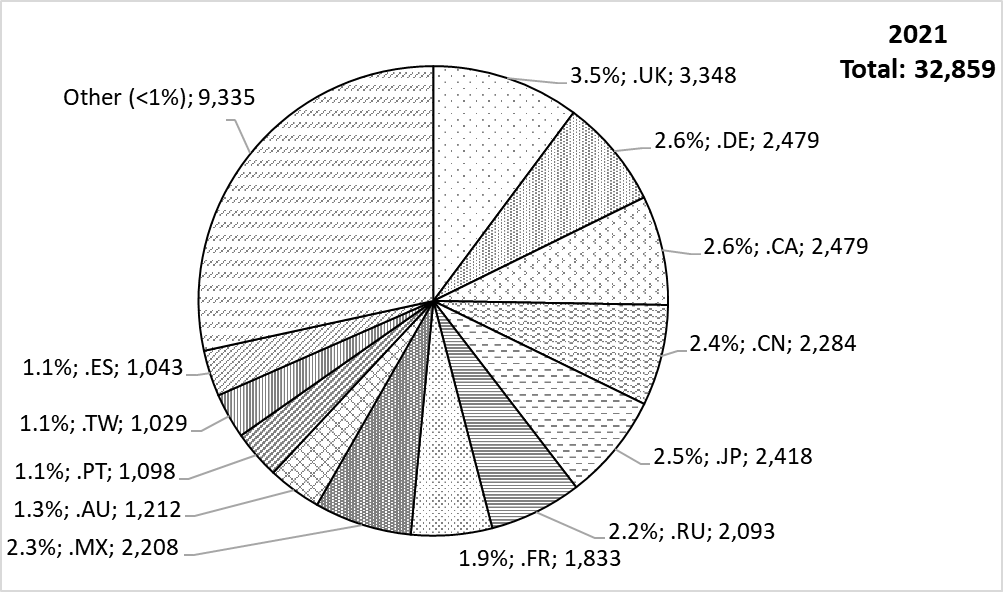 2021
Total: 32,859
3.5%; .UK; 3,348
Other (<1%); 9,335
2.6%; .DE; 2,479
2.6%; .CA; 2,479
2.4%; .CN; 2,284
1.1%; .ES; 1,043
1.1%; .TW; 1,029
2.5%; .JP; 2,418
1.1%; .PT; 1,098
1.3%; .AU; 1,212
2.2%; .RU; 2,093
2.3%; .MX; 2,208
1.9%; .FR; 1,833